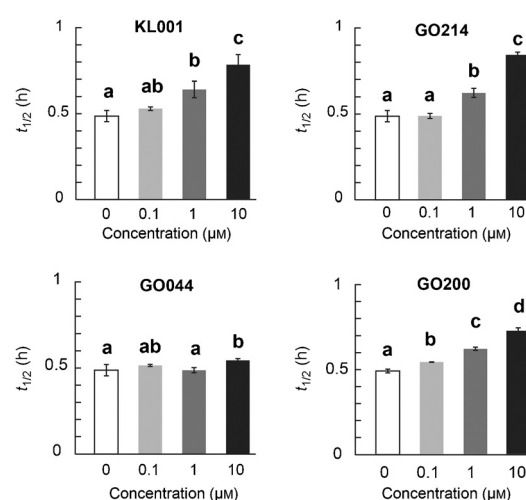 KL001
1
0.5
0
t1/2 (h)
a
ab
b
c
0
0.1
1
10
Concentration (µM)
GO214
1
0.5
0
t1/2 (h)
a
a
b
c
0
0.1
1
10
Concentration (µM)
GO044
1
0.5
0
t1/2 (h)
a
ab
a
b
0
0.1
1
10
Concentration (µM)
GO200
1
0.5
0
t1/2 (h)
a
b
c
d
0
0.1
1
10
Concentration (µM)